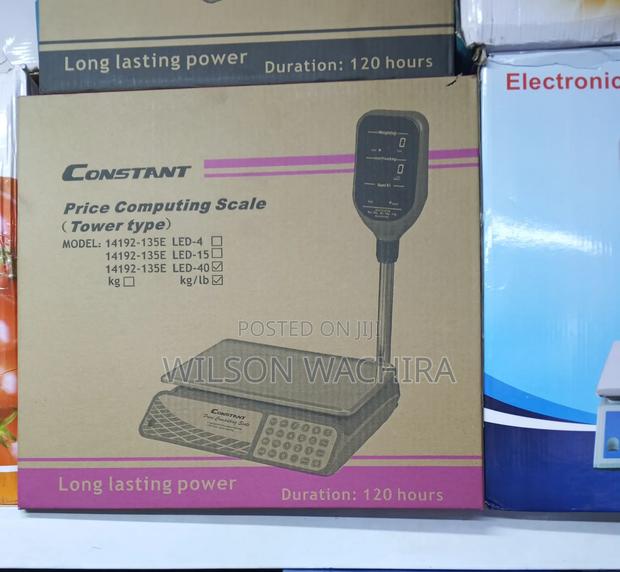 Long lasting power
Duration: 120 hours
Electronic
CONSTANT
Price Computing Scale
(Tower type)
MODEL: 14192-135E LED-4
14192-135E LED-15
14192-135E LED-40
kg kg/lb
POSTED ON JIJI
WILSON WACHIRA
CONSTANT
Price Computing Scale
Long lasting power
Duration: 120 hours